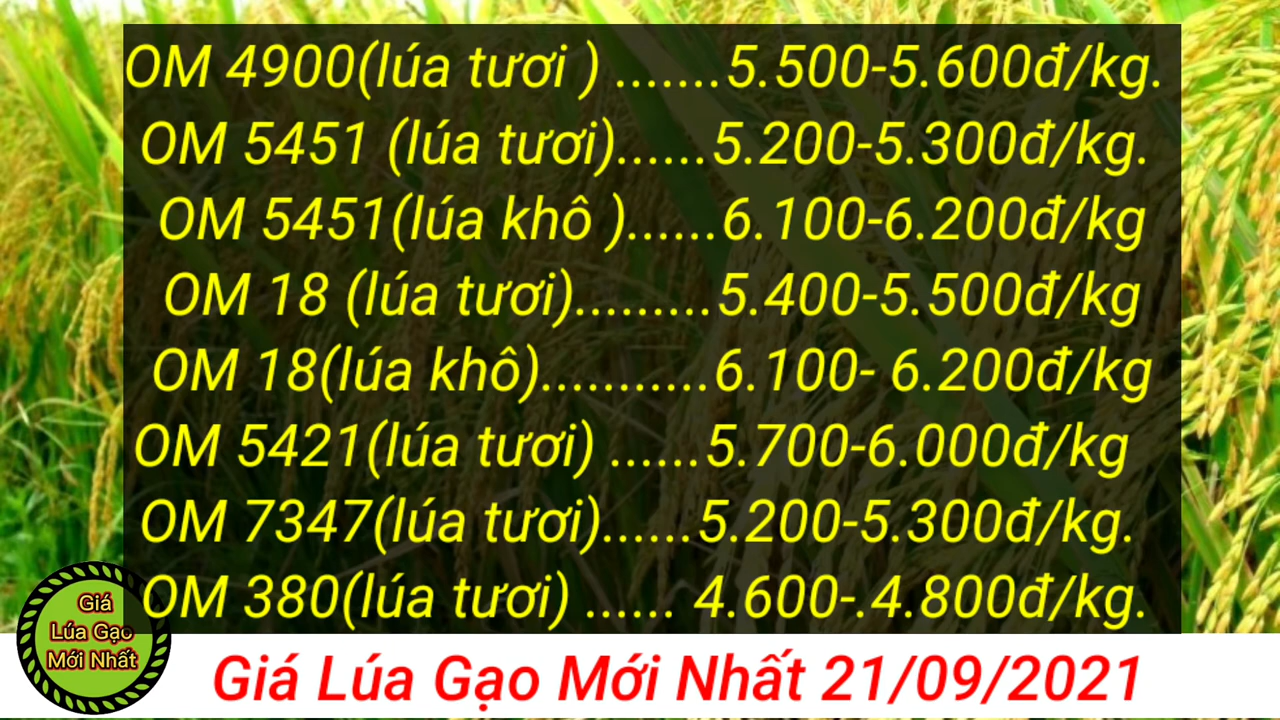 OM 4900(lúa tươi ) .......5.500-5.600đ/kg.
OM 5451 (lúa tươi)......5.200-5.300đ/kg.
OM 5451(lúa khô )......6.100-6.200đ/kg
OM 18 (lúa tươi).........5.400-5.500đ/kg
OM 18(lúa khô)...........6.100- 6.200đ/kg
OM 5421(lúa tươi) ......5.700-6.000đ/kg
OM 7347(lúa tươi)......5.200-5.300đ/kg.
OM 380(lúa tươi) ...... 4.600-.4.800đ/kg.
Giá
Lúa Gạo
Mới Nhất
Giá Lúa Gạo Mới Nhất 21/09/2021